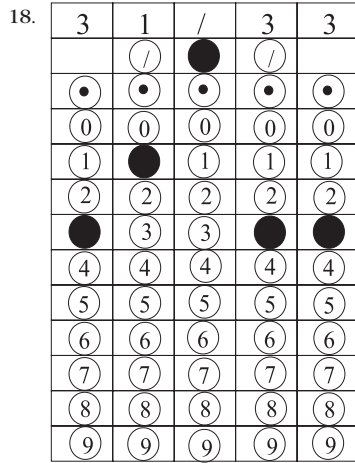 18. 3 1 / 3 3
/ /
• • • • •
0 0 0 0 0
1 1 1 1
2 2 2 2 2
3 3
4 4 4 4 4
5 5 5 5 5
6 6 6 6 6
7 7 7 7 7
8 8 8 8 8
9 9 9 9 9